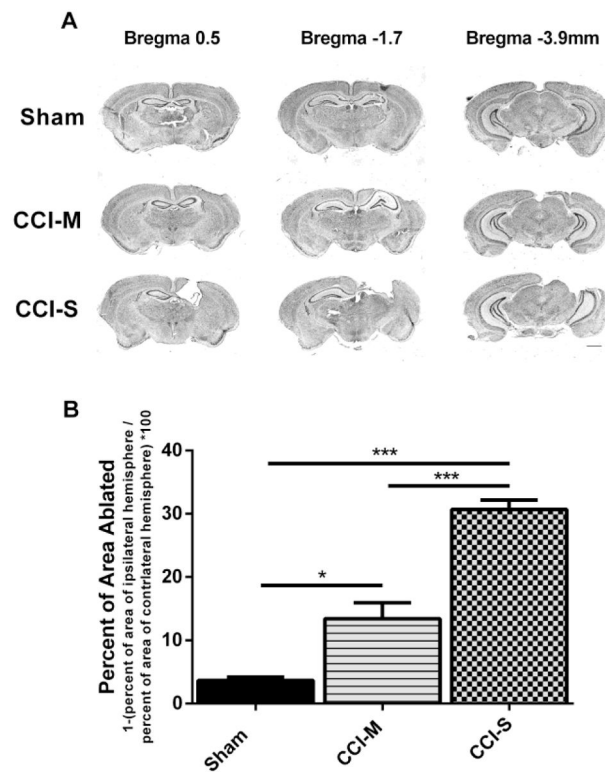 A
Bregma 0.5 Bregma -1.7 Bregma -3.9mm
Sham
CCI-M
CCI-S
B
Percent of Area Ablated
1-(percent of area of ipsilateral hemisphere /
percent of area of contrlateral hemisphere) *100
40
30
20
10
0
***
***
*
Sham CCI-M CCI-S